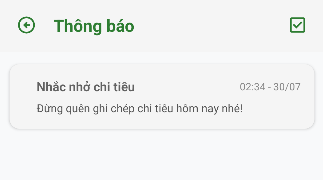 Thông báo
Nhắc nhở chi tiêu 02:34 - 30/07
Đừng quên ghi chép chi tiêu hôm nay nhé!